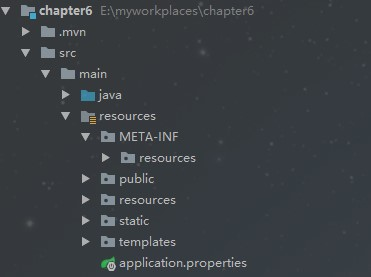 chapter6 E:\myworkplaces\chapter6
.mvn
src
main
java
resources
META-INF
resources
public
resources
static
templates
application.properties